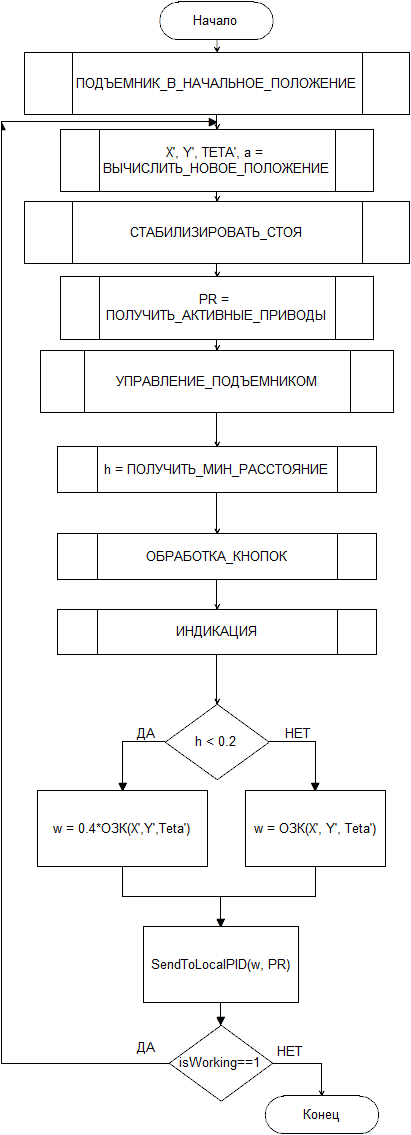 Начало
ПОДЪЕМНИК_В_НАЧАЛЬНОЕ_ПОЛОЖЕНИЕ
X', Y', TETA', a =
ВЫЧИСЛИТЬ_НОВОЕ_ПОЛОЖЕНИЕ
СТАБИЛИЗИРОВАТЬ_СТОЯ
PR =
ПОЛУЧИТЬ_АКТИВНЫЕ_ПРИВОДЫ
УПРАВЛЕНИЕ_ПОДЪЕМНИКОМ
h = ПОЛУЧИТЬ_МИН_РАССТОЯНИЕ
ОБРАБОТКА_КНОПОК
ИНДИКАЦИЯ
ДА
НЕТ
h < 0.2
w = 0.4*ОЗК(X',Y',Teta')
w = ОЗК(X', Y', Teta')
SendToLocalPID(w, PR)
ДА
НЕТ
isWorking==1
Конец